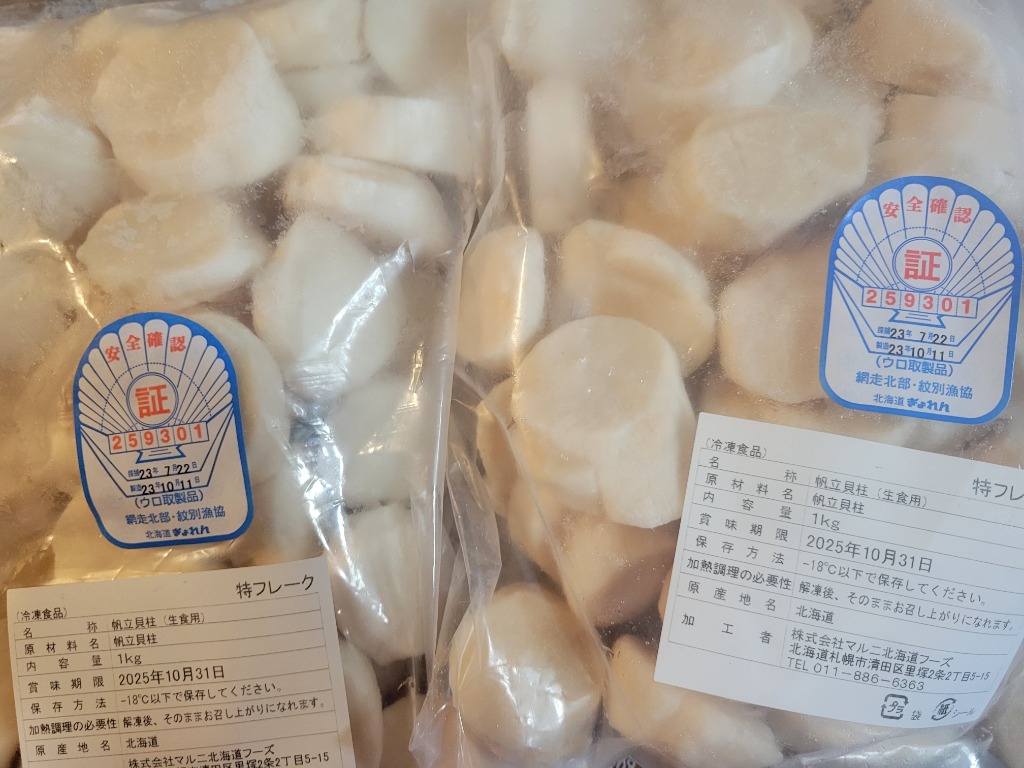 安全確認
証
259301
採捕23年 7月22日
製造23年10月11日
(ウロ取製品)
網走北部・紋別漁協
北海道 ぎょれん
(冷凍食品) 特フレーク
名称 帆立貝柱(生食用)
原材料名 帆立貝柱
内容量 1kg
賞味期限 2025年10月31日
保存方法 -18℃以下で保存してください。
加熱調理の必要性 解凍後、そのままお召し上がりになれます。
原産地名 北海道
株式会社マルニ北海道フーズ
安全確認
証
259301
採捕23年 7月22日
製造23年10月11日
(ウロ取製品)
網走北部・紋別漁協
北海道 ぎょれん
(冷凍食品) 特フレ
名称 帆立貝柱(生食用)
原材料名 帆立貝柱
内容量 1kg
賞味期限 2025年10月31日
保存方法 -18℃以下で保存してください。
加熱調理の必要性 解凍後、そのままお召し上がりになれます。
原産地名 北海道
加工者 株式会社マルニ北海道フーズ
北海道札幌市清田区里塚2条2丁目5-15
TEL 011-886-6363
プラ 袋 紙 シール